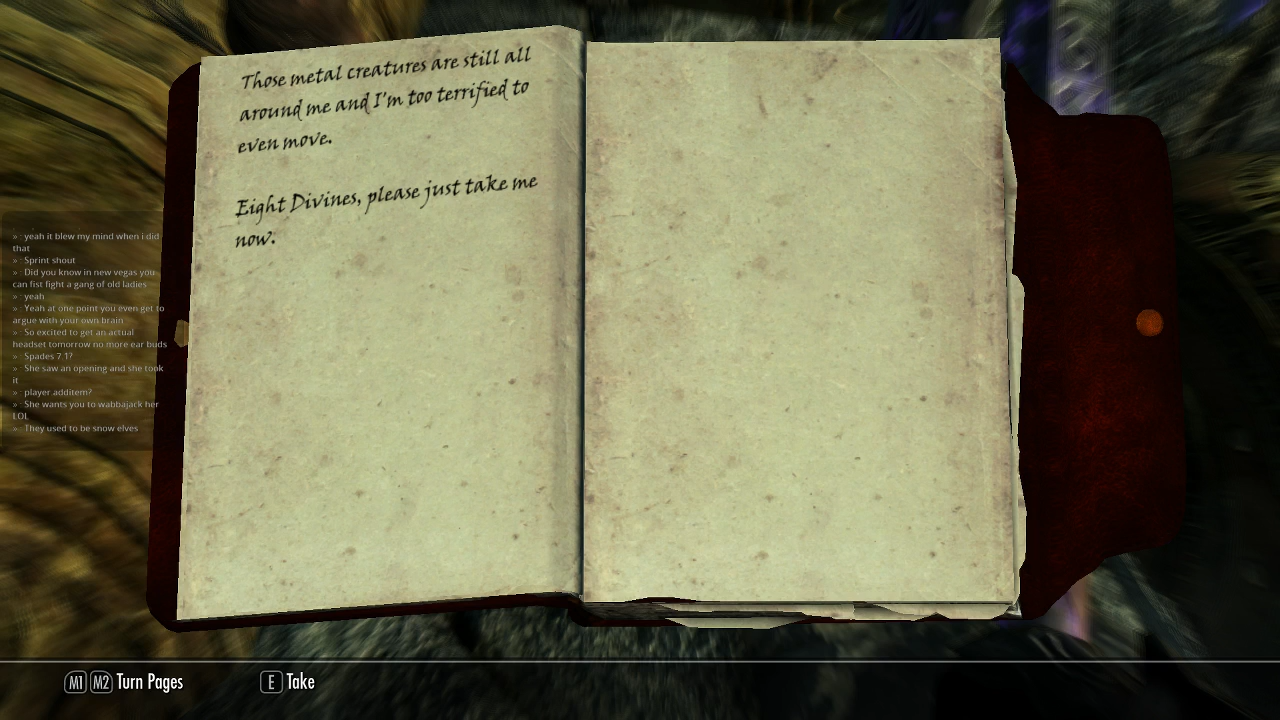 Those metal creatures are still all
around me and I'm too terrified to
even move.
Eight Divines, please just take me
now.
» : yeah it blew my mind when i did
that
» : Sprint shout
» : Did you know in new vegas you
can fist fight a gang of old ladies
» : yeah
» : Yeah at one point you even get to
argue with your own brain
» : So excited to get an actual
headset tomorrow no more ear buds
» : Spades 7.1?
» : She saw an opening and she took
it
» : player.additem?
» : She wants you to wabbajack her
LOL
» : They used to be snow elves
M1 M2 Turn Pages
E Take